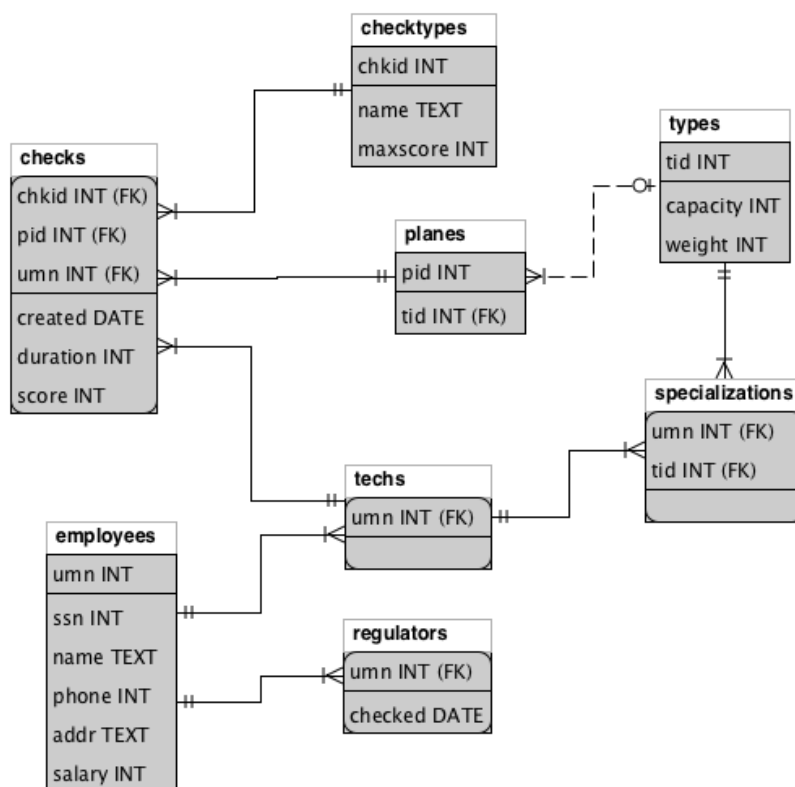 checktypes
chkid INT
name TEXT
maxscore INT
types
tid INT
capacity INT
weight INT
checks
chkid INT (FK)
pid INT (FK)
umn INT (FK)
created DATE
duration INT
score INT
planes
pid INT
tid INT (FK)
specializations
umn INT (FK)
tid INT (FK)
techs
umn INT (FK)
employees
umn INT
ssn INT
name TEXT
phone INT
addr TEXT
salary INT
regulators
umn INT (FK)
checked DATE